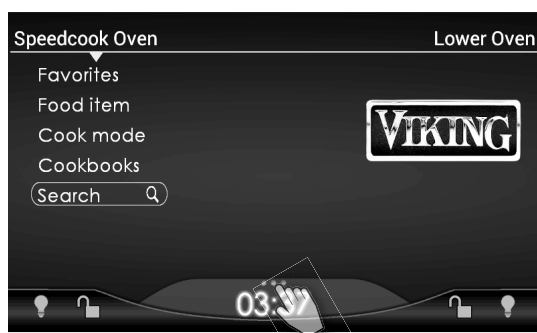 Speedcook Oven
Lower Oven
Favorites
Food item
Cook mode
Cookbooks
Search
VIKING